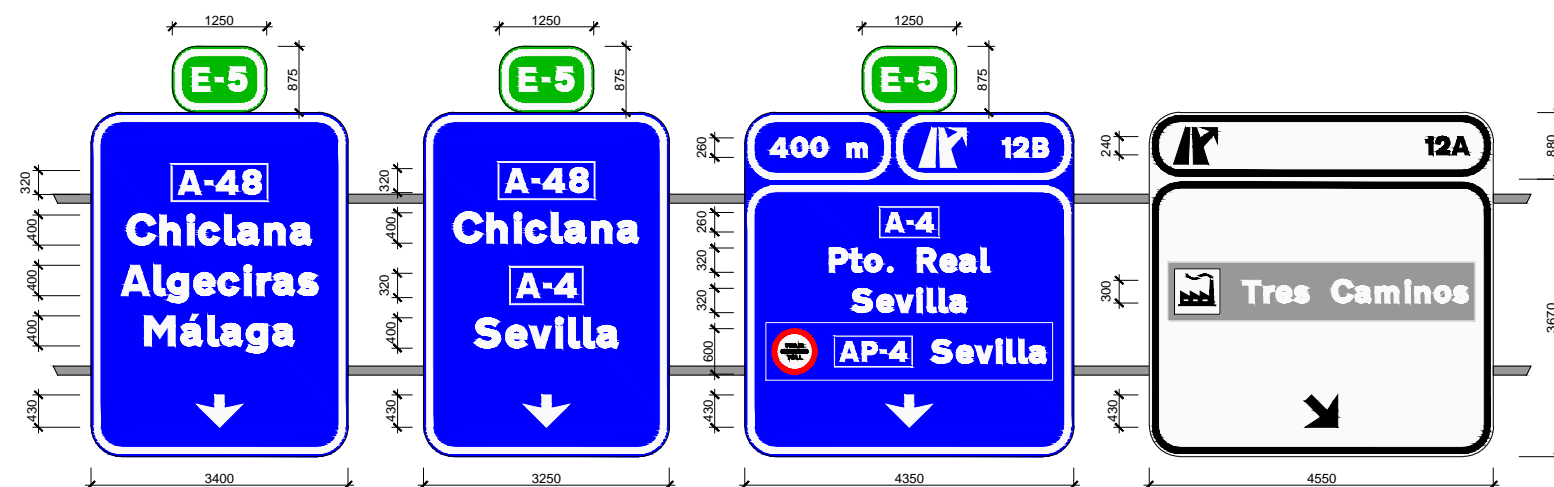 1250
E-5
875
A-48
Chiclana
Algeciras
Málaga
320
400
400
400
430
3400
1250
E-5
875
A-48
Chiclana
A-4
Sevilla
320
400
320
400
430
3250
1250
E-5
875
400 m
12B
A-4
Pto. Real
Sevilla
AP-4 Sevilla
260
260
320
320
600
430
4350
12A
Tres Caminos
240
300
430
880
3670
4550